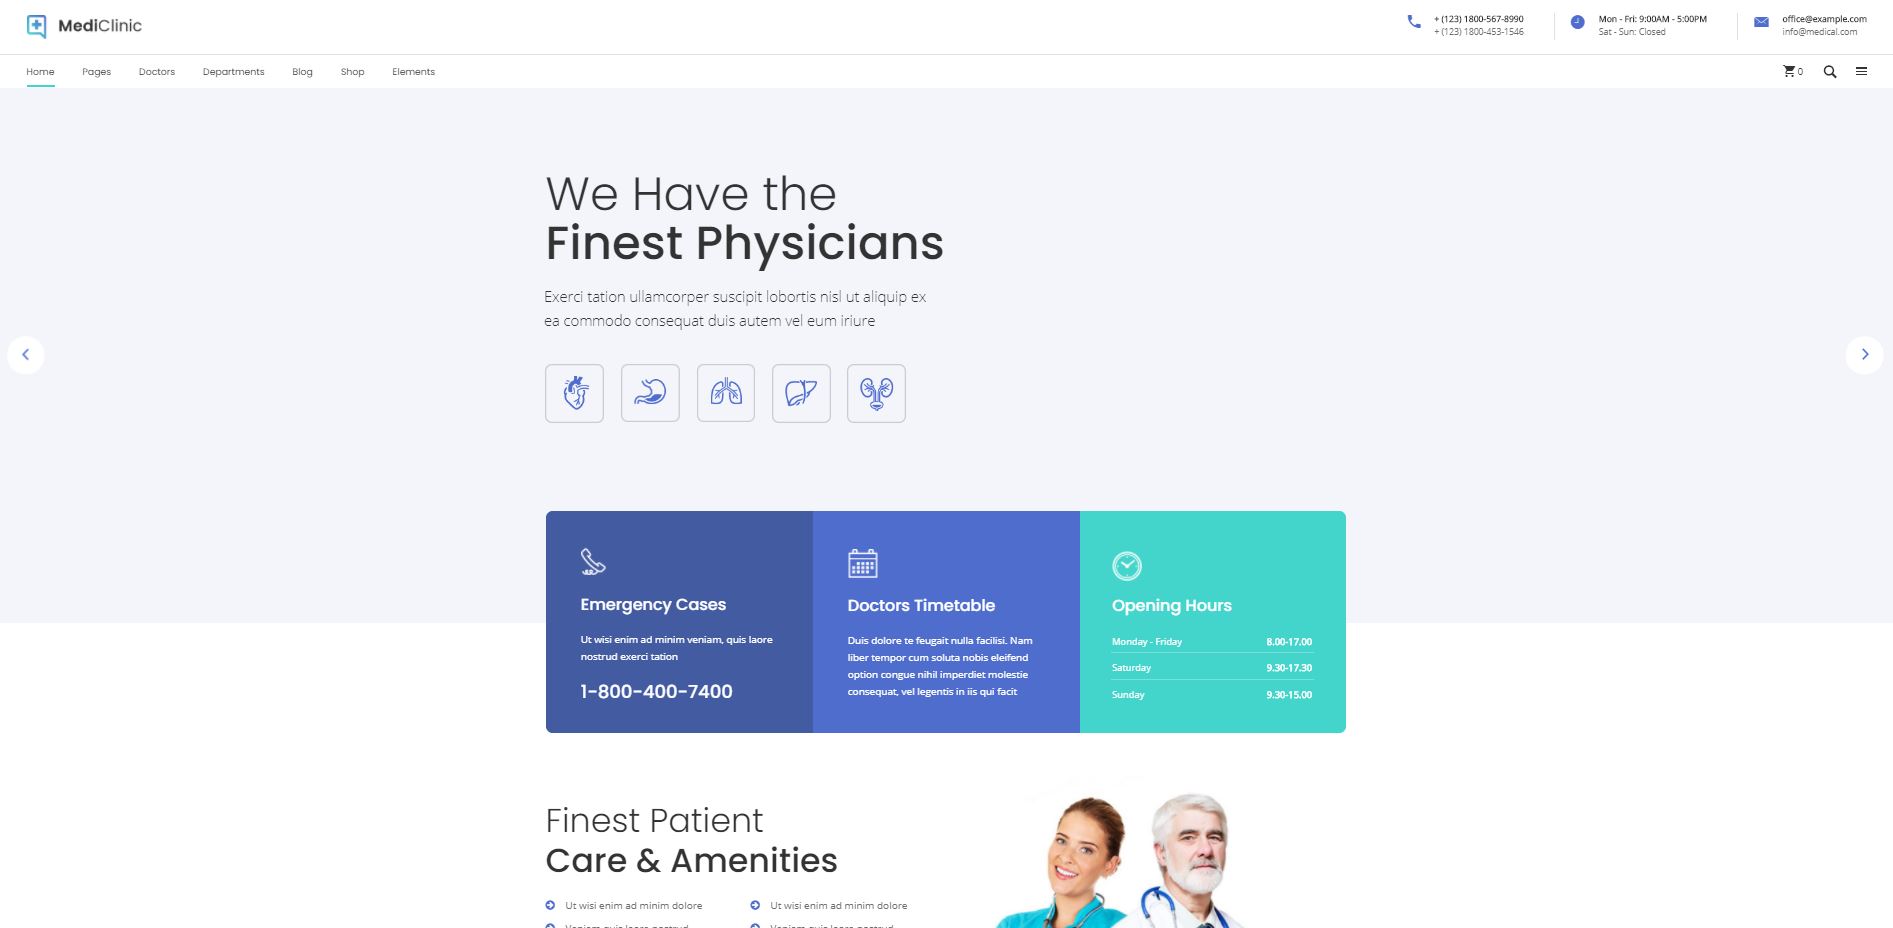 MediClinic
+ (123) 1800-567-8990
+ (123) 1800-453-1546
Mon - Fri: 9:00AM - 5:00PM
Sat - Sun: Closed
office@example.com
info@medical.com
Home Pages Doctors Departments Blog Shop Elements
0
We Have the
Finest Physicians
Exerci tation ullamcorper suscipit lobortis nisl ut aliquip ex
ea commodo consequat duis autem vel eum iriure
Emergency Cases
Ut wisi enim ad minim veniam, quis laore
nostrud exerci tation
1-800-400-7400
Doctors Timetable
Duis dolore te feugait nulla facilisi. Nam
liber tempor cum soluta nobis eleifend
option congue nihil imperdiet molestie
consequat, vel legentis in iis qui facit
Opening Hours
Monday - Friday 8.00-17.00
Saturday 9.30-17.30
Sunday 9.30-15.00
Finest Patient
Care & Amenities
Ut wisi enim ad minim dolore
Ut wisi enim ad minim dolore